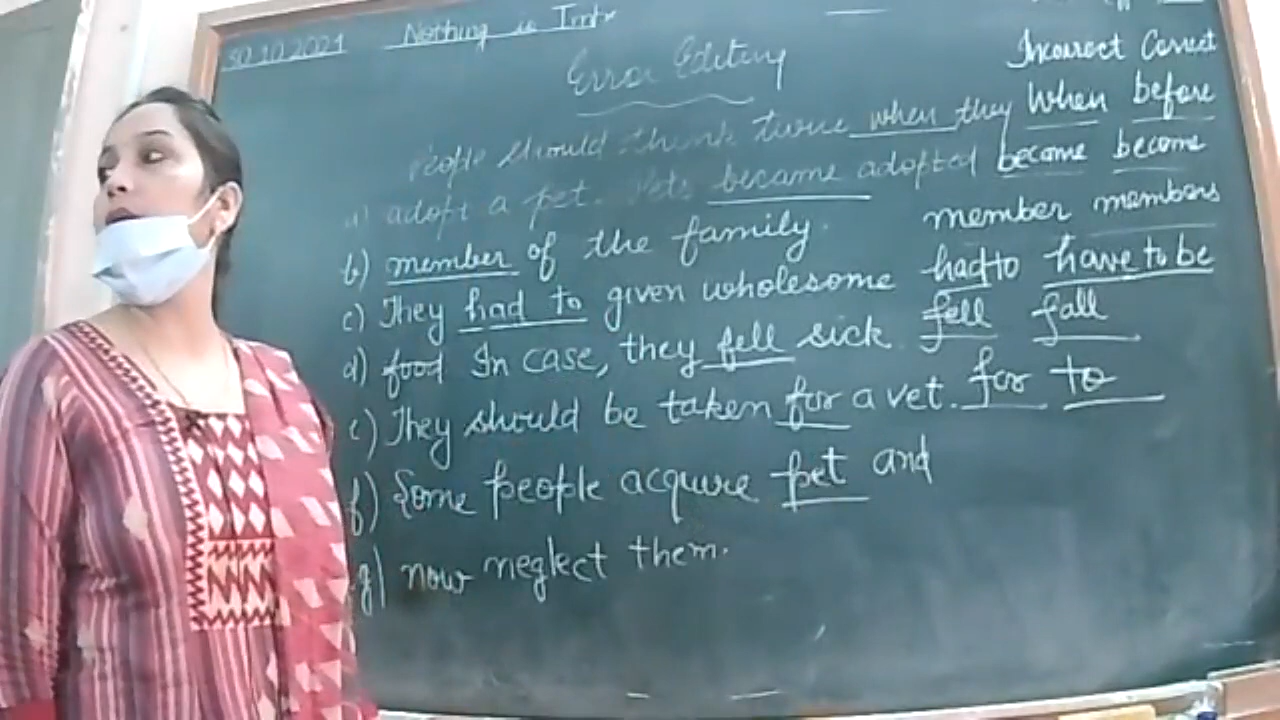 30.10.2021 Nothing is
Error Editing
Incorrect Correct
People should think twice when they When before
a) adopt a pet. Pets became adopted became become
b) member of the family. member members
c) They had to given wholesome had to have to be
d) food In case, they fell sick fell fall
e) They should be taken for a vet. for to
f) Some people acquire pet and
g) now neglect them.